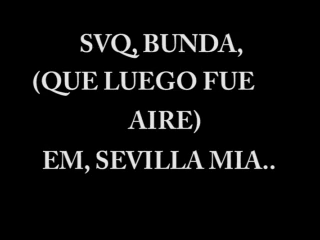 SVQ, BUNDA,
(QUE LUEGO FUE
AIRE)
EM, SEVILLA MIA..